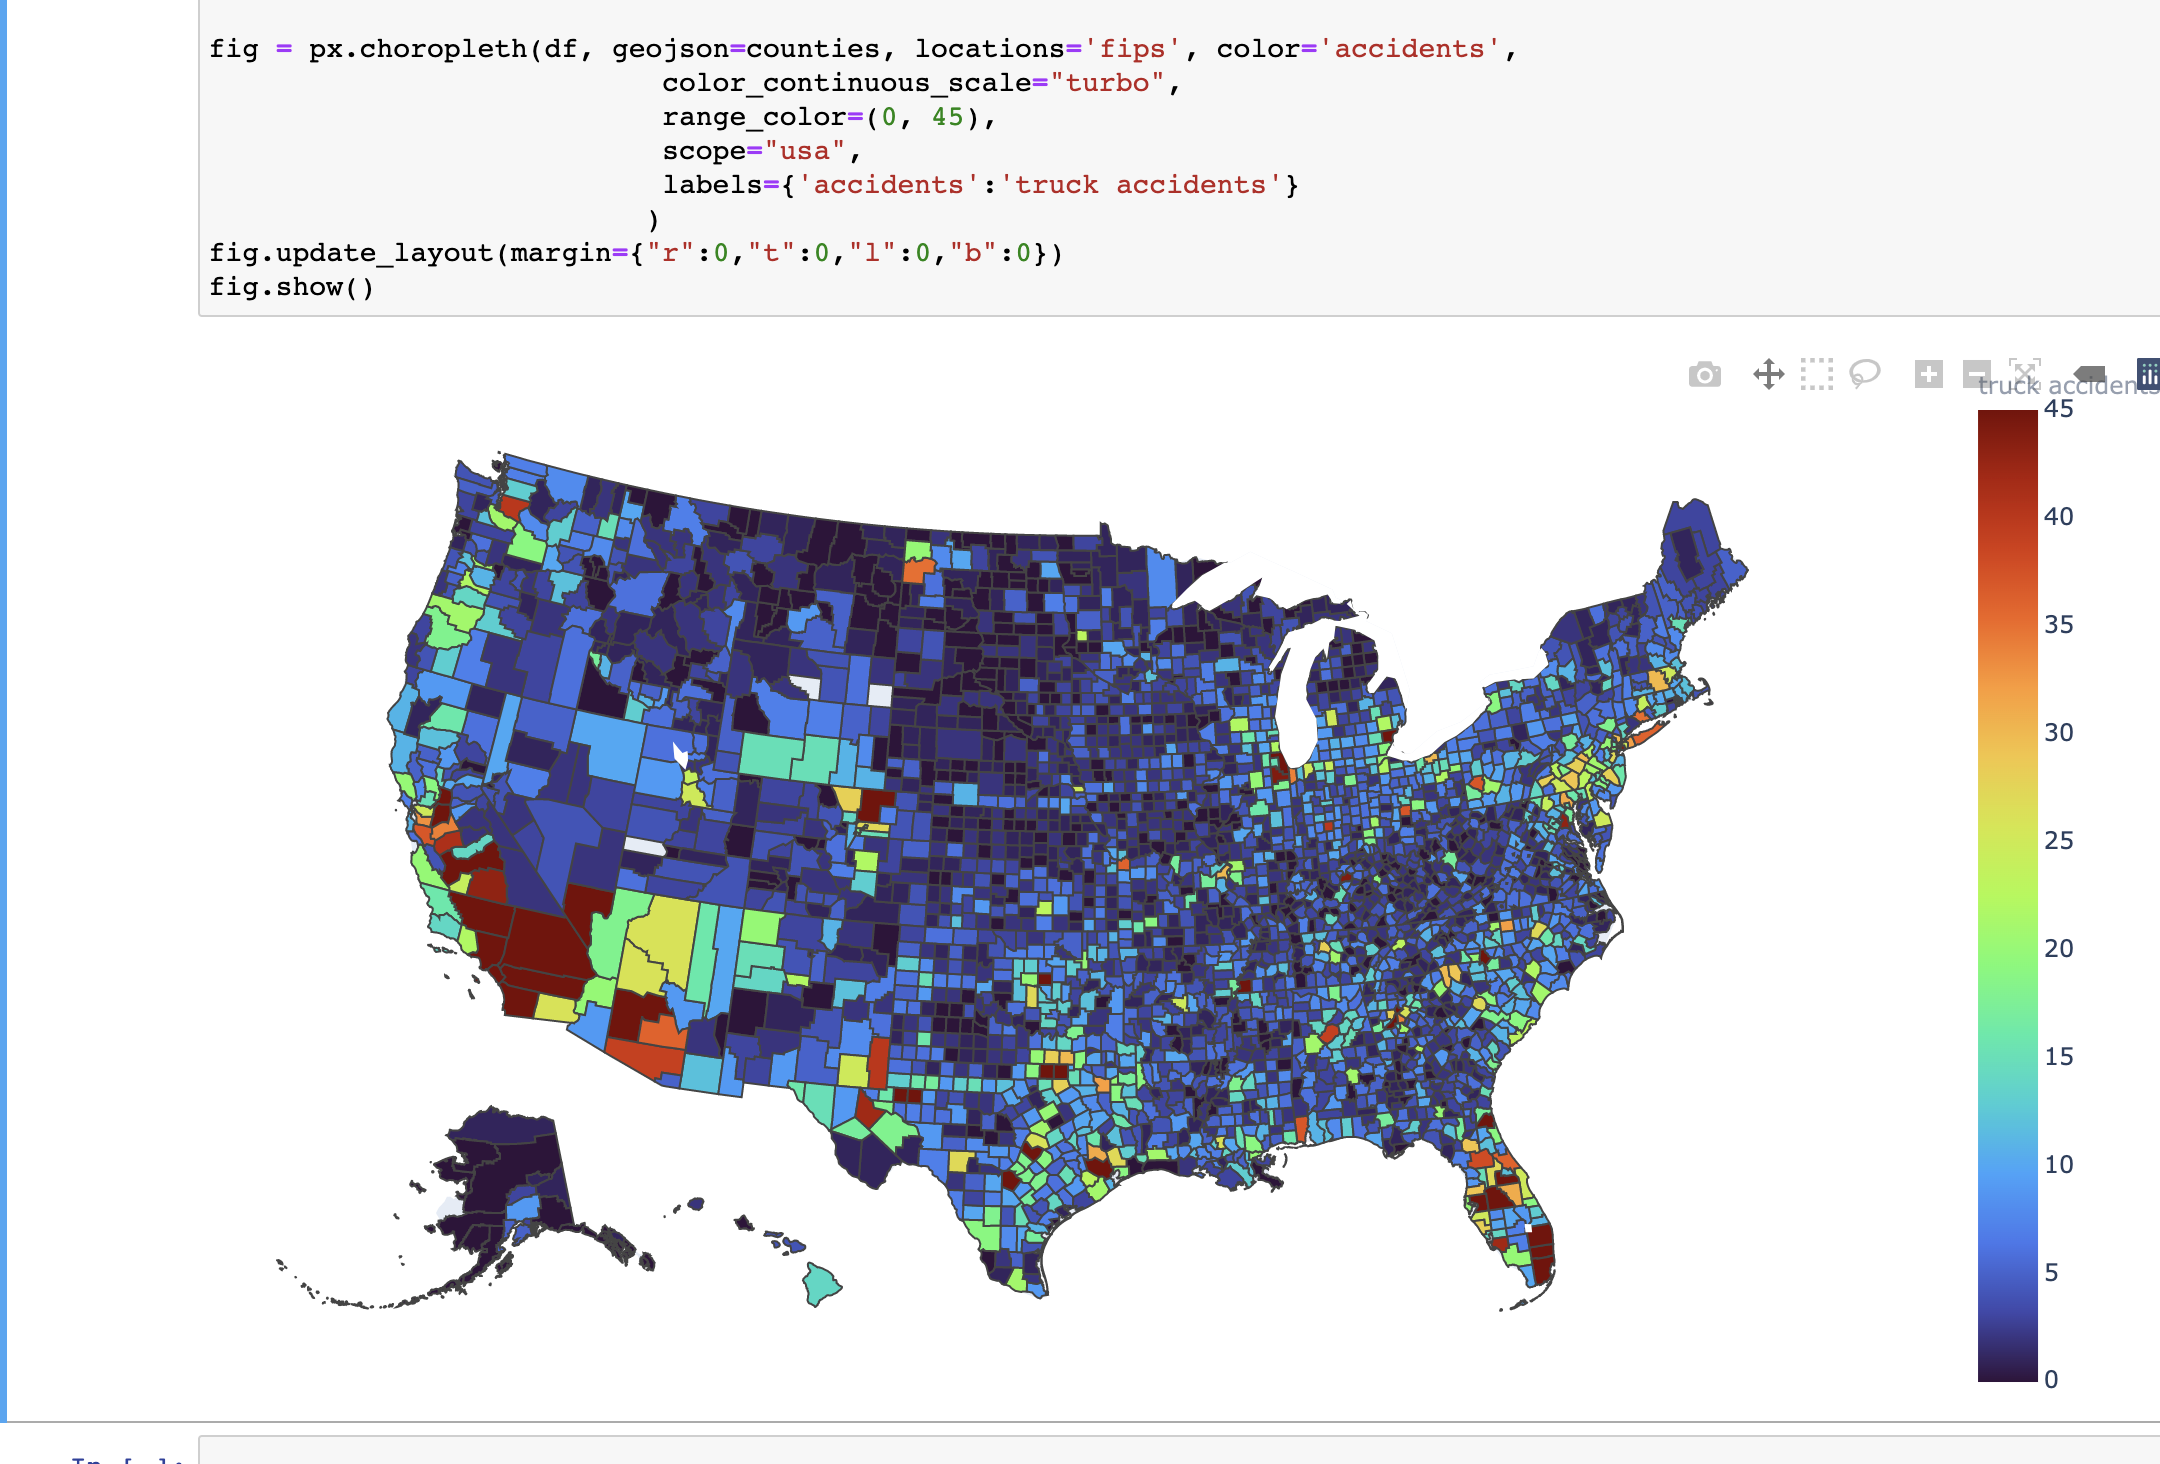 fig = px.choropleth(df, geojson=counties, locations='fips', color='accidents',
color_continuous_scale="turbo",
range_color=(0, 45),
scope="usa",
labels={'accidents':'truck accidents'}
)
fig.update_layout(margin={"r":0,"t":0,"l":0,"b":0})
fig.show()
truck accidents
45
40
35
30
25
20
15
10
5
0
In [ ]: